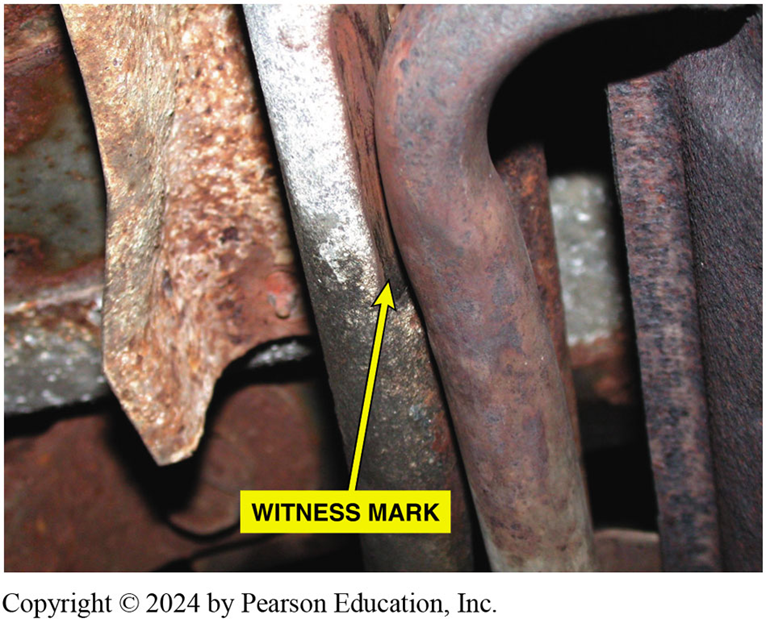 WITNESS MARK
Copyright © 2024 by Pearson Education, Inc.